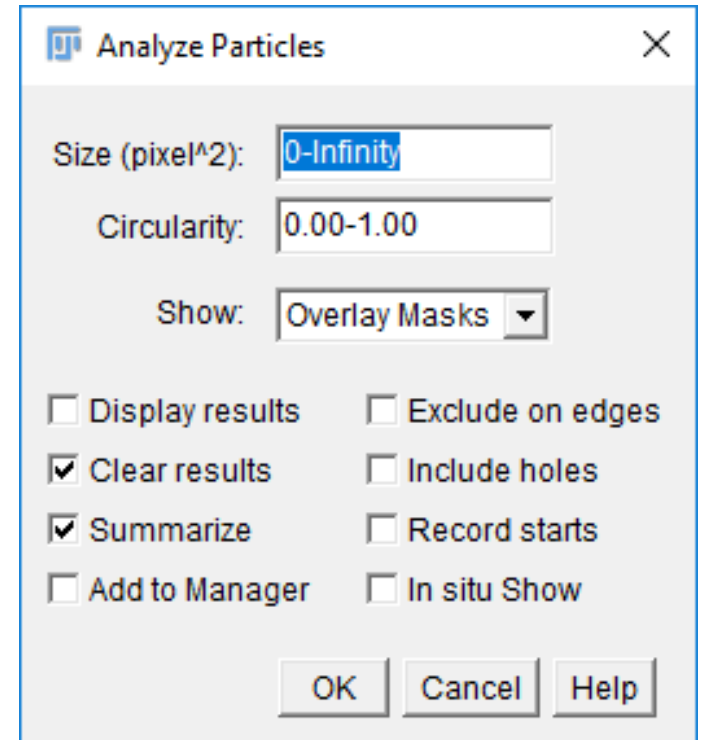 Analyze Particles
Size (pixel^2): 0-Infinity
Circularity: 0.00-1.00
Show: Overlay Masks
Display results Exclude on edges
Clear results Include holes
Summarize Record starts
Add to Manager In situ Show
OK Cancel Help